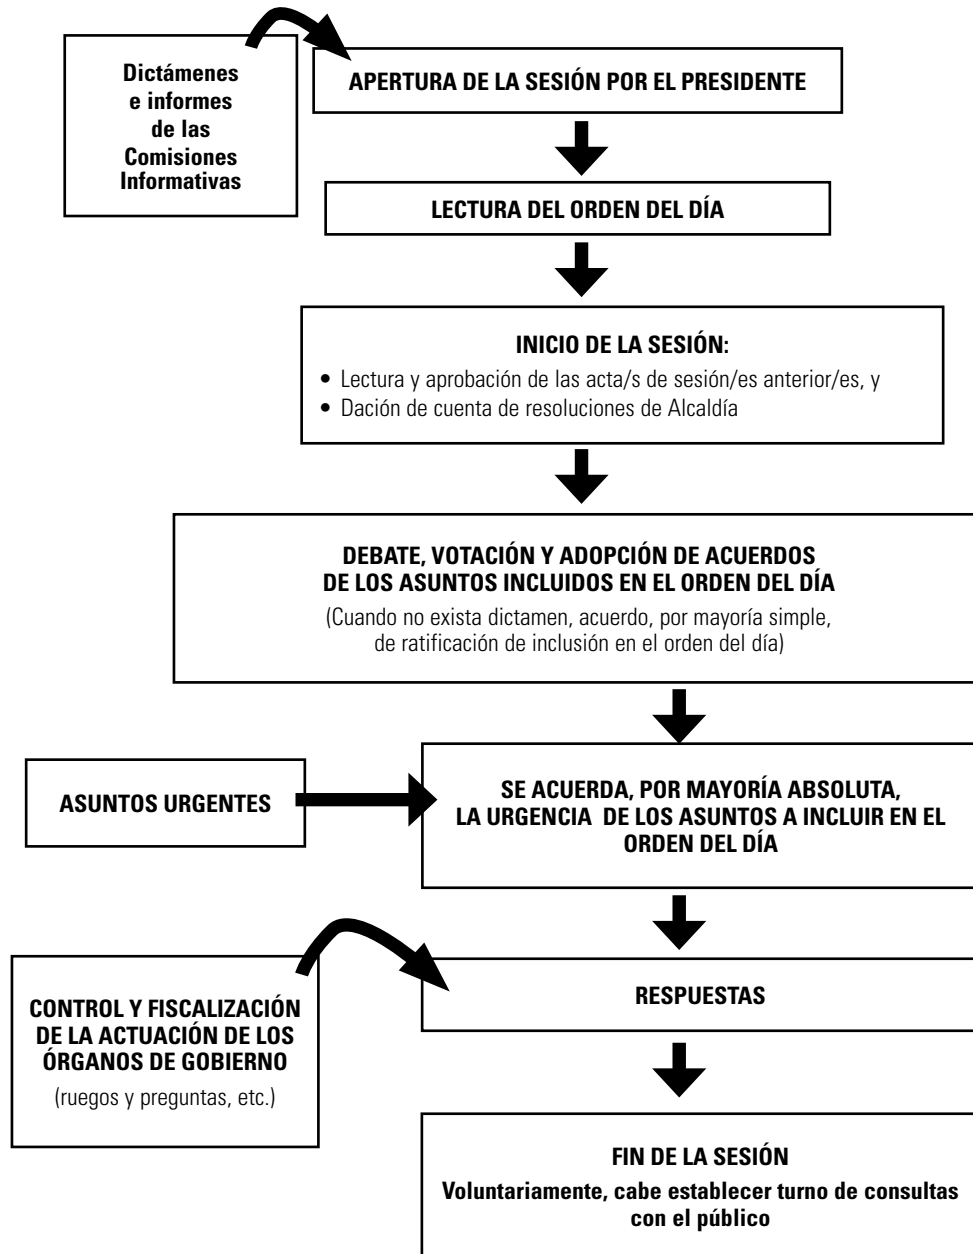 Dictámenes
e informes
de las
Comisiones
Informativas
APERTURA DE LA SESIÓN POR EL PRESIDENTE
LECTURA DEL ORDEN DEL DÍA
INICIO DE LA SESIÓN:
• Lectura y aprobación de las acta/s de sesión/es anterior/es, y
• Dación de cuenta de resoluciones de Alcaldía
DEBATE, VOTACIÓN Y ADOPCIÓN DE ACUERDOS
DE LOS ASUNTOS INCLUIDOS EN EL ORDEN DEL DÍA
(Cuando no exista dictamen, acuerdo, por mayoría simple,
de ratificación de inclusión en el orden del día)
ASUNTOS URGENTES
SE ACUERDA, POR MAYORÍA ABSOLUTA,
LA URGENCIA DE LOS ASUNTOS A INCLUIR EN EL
ORDEN DEL DÍA
CONTROL Y FISCALIZACIÓN
DE LA ACTUACIÓN DE LOS
ÓRGANOS DE GOBIERNO
(ruegos y preguntas, etc.)
RESPUESTAS
FIN DE LA SESIÓN
Voluntariamente, cabe establecer turno de consultas
con el público